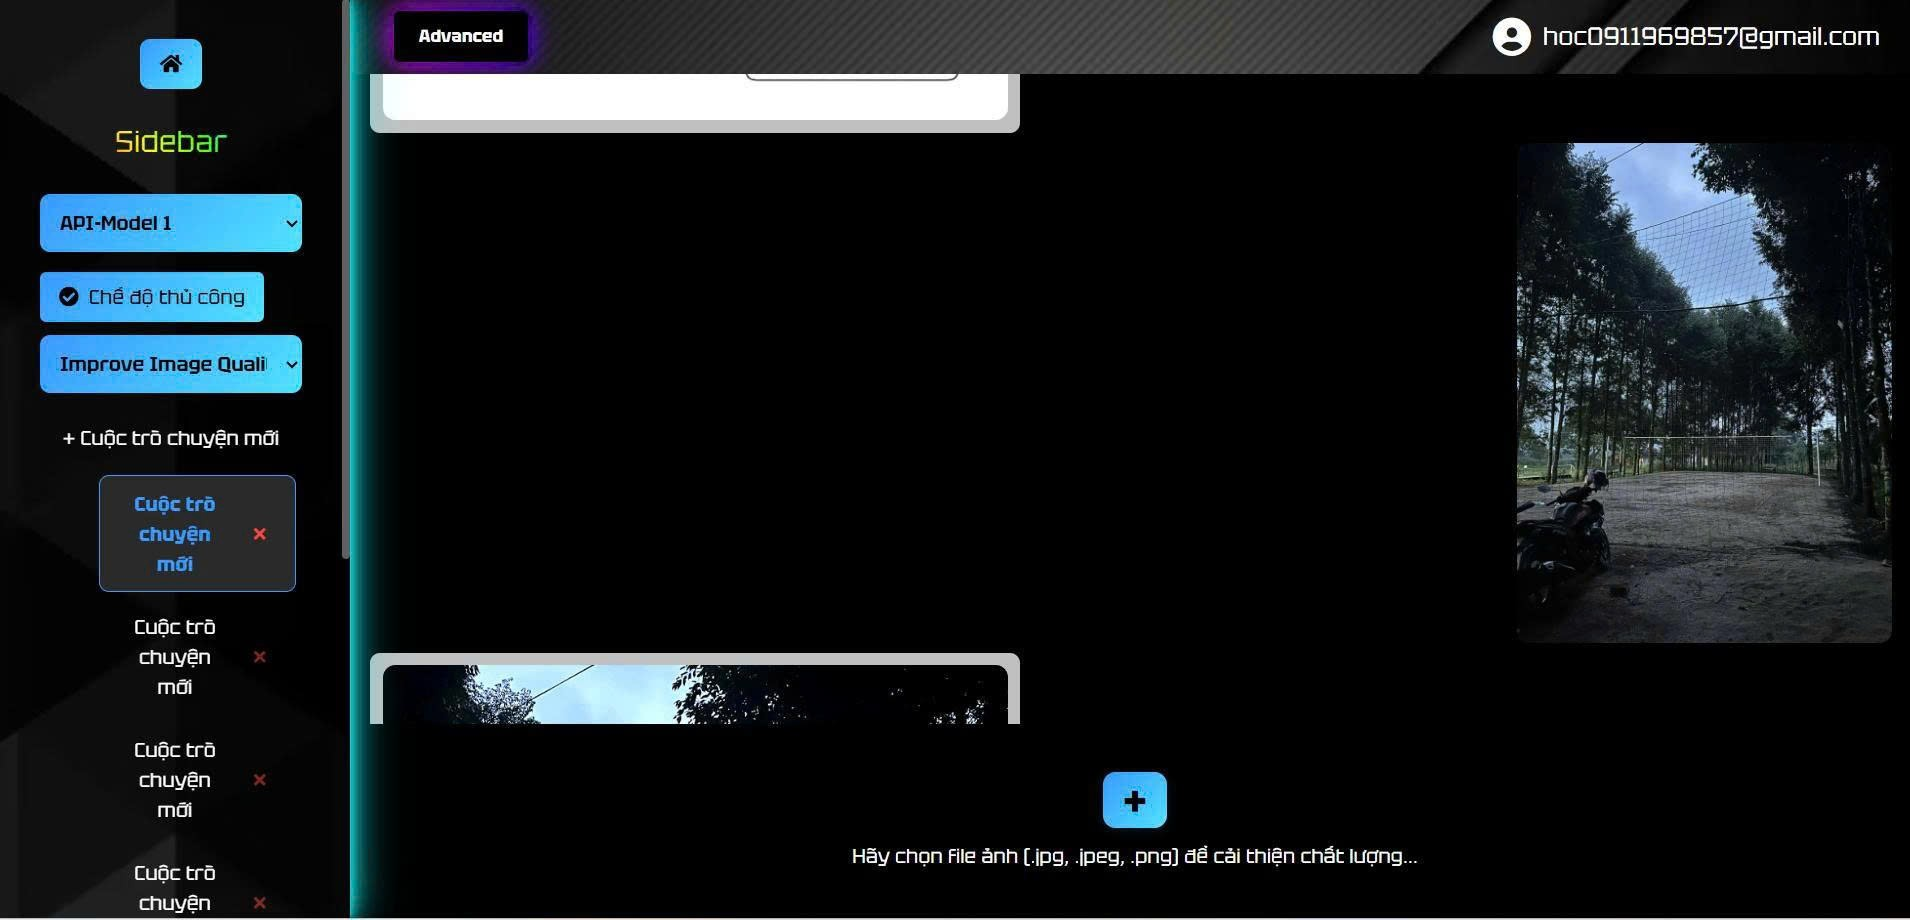 Advanced
hoc0911969857@gmail.com
Sidebar
API-Model 1
Chế độ thủ công
Improve Image Quali
+ Cuộc trò chuyện mới
Cuộc trò
chuyện
mới
Cuộc trò
chuyện
mới
Cuộc trò
chuyện
mới
Cuộc trò
chuyện
Hãy chọn file ảnh (.jpg, .jpeg, .png) để cải thiện chất lượng...